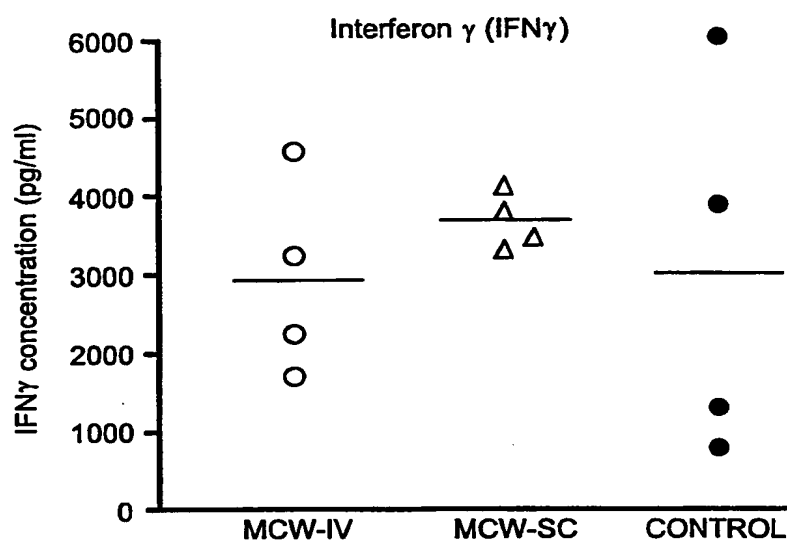 Interferon γ (IFNγ)
IFNγ concentration (pg/ml)
6000
5000
4000
3000
2000
1000
0
MCW-IV
MCW-SC
CONTROL